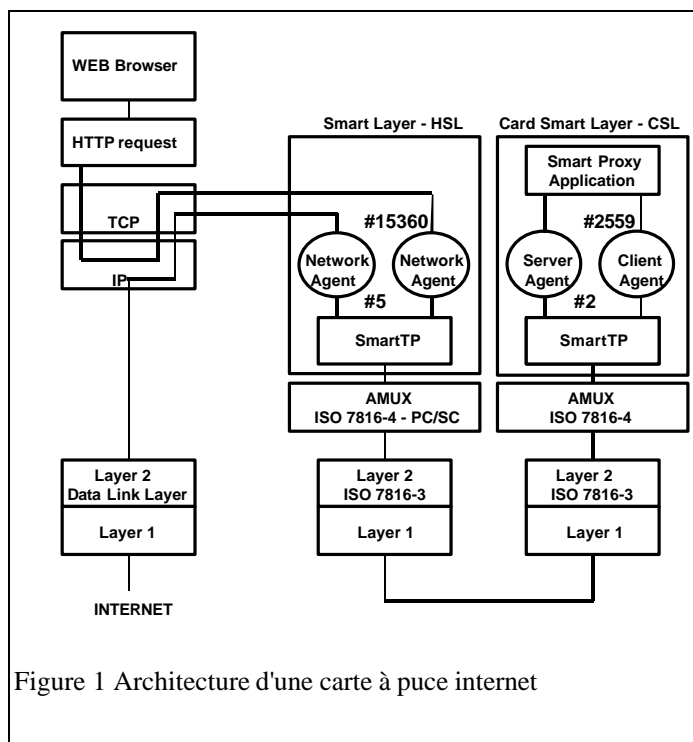 WEB Browser
HTTP request
TCP
IP
Layer 2
Data Link Layer
Layer 1
INTERNET
Smart Layer - HSL
#15360
Network
Agent
Network
Agent
#5
SmartTP
AMUX
ISO 7816-4 - PC/SC
Layer 2
ISO 7816-3
Layer 1
Card Smart Layer - CSL
Smart Proxy
Application
#2559
Server
Agent
Client
Agent
#2
SmartTP
AMUX
ISO 7816-4
Layer 2
ISO 7816-3
Layer 1
Figure 1 Architecture d'une carte à puce internet